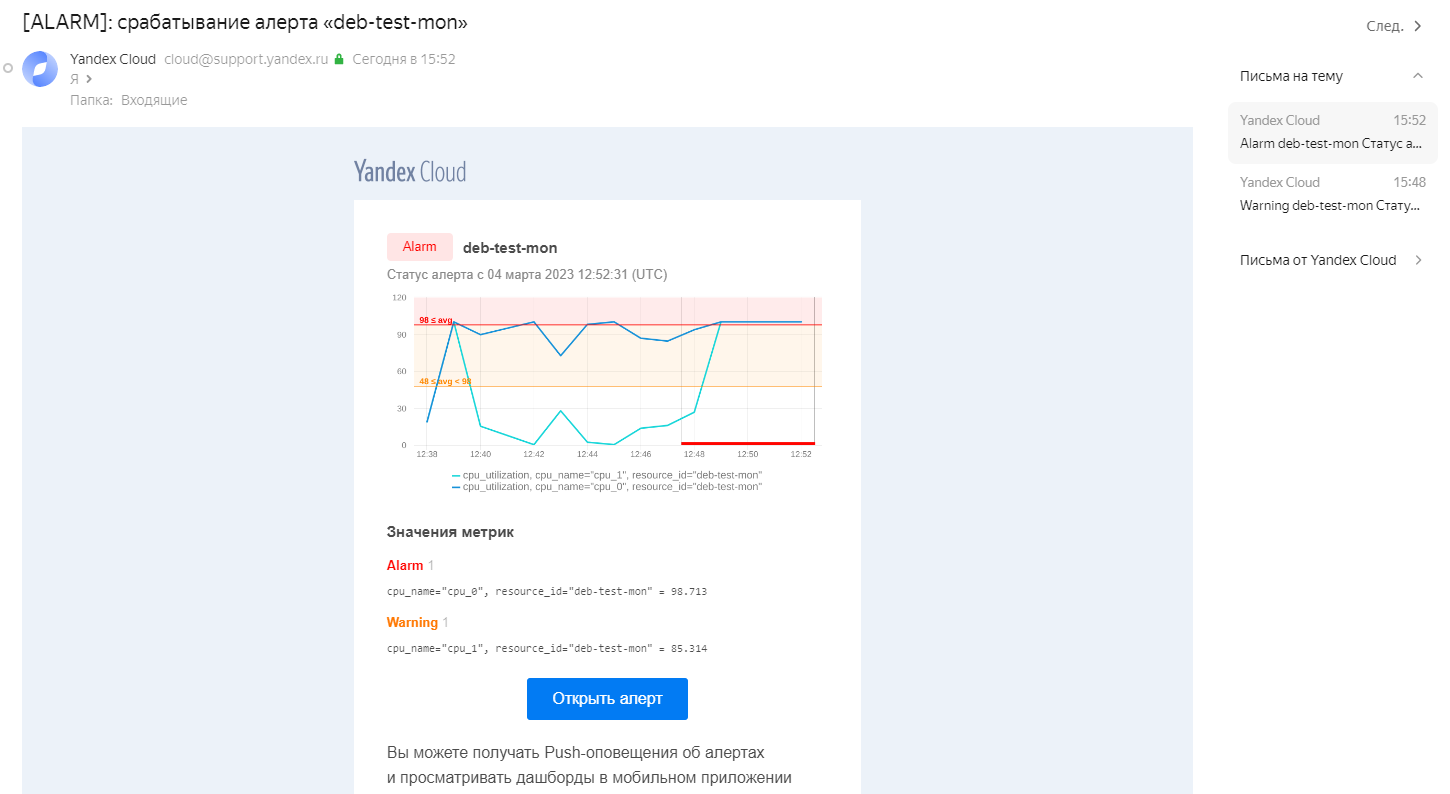 [ALARM]: срабатывание алерта «deb-test-mon»
След.
Yandex Cloud cloud@support.yandex.ru Сегодня в 15:52
Я
Папка: Входящие
Письма на тему
Yandex Cloud 15:52
Alarm deb-test-mon Статус а...
Yandex Cloud 15:48
Warning deb-test-mon Стату...
Письма от Yandex Cloud
Yandex Cloud
Alarm deb-test-mon
Статус алерта с 04 марта 2023 12:52:31 (UTC)
120
98 ≤ avg
90
60
48 ≤ avg < 98
30
0
12:38 12:40 12:42 12:44 12:46 12:48 12:50 12:52
cpu_utilization, cpu_name="cpu_1", resource_id="deb-test-mon"
cpu_utilization, cpu_name="cpu_0", resource_id="deb-test-mon"
Значения метрик
Alarm 1
cpu_name="cpu_0", resource_id="deb-test-mon" = 98.713
Warning 1
cpu_name="cpu_1", resource_id="deb-test-mon" = 85.314
Открыть алерт
Вы можете получать Push-оповещения об алертах
и просматривать дашборды в мобильном приложении